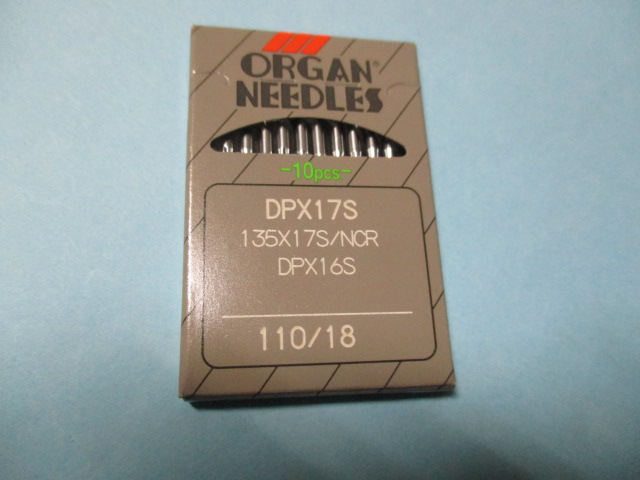 ORGAN®
NEEDLES
-10pcs-
DPX17S
135X17S/NCR
DPX16S
110/18